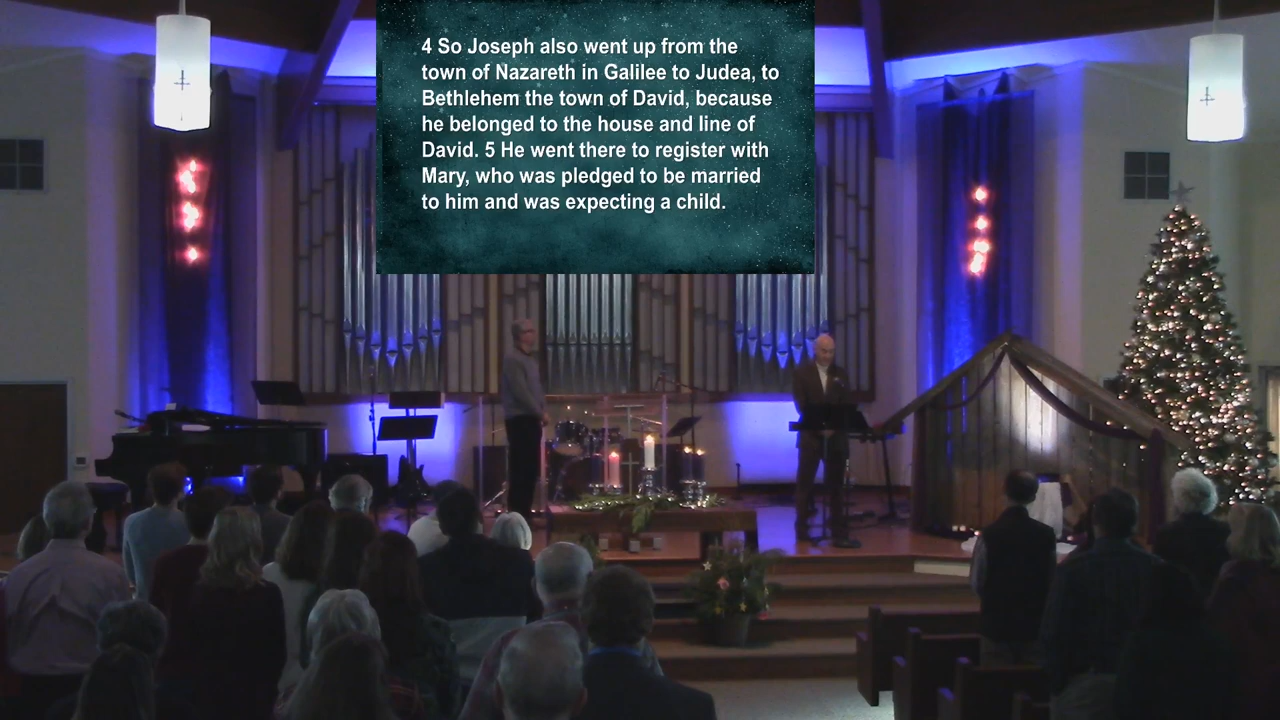 4 So Joseph also went up from the
town of Nazareth in Galilee to Judea, to
Bethlehem the town of David, because
he belonged to the house and line of
David. 5 He went there to register with
Mary, who was pledged to be married
to him and was expecting a child.